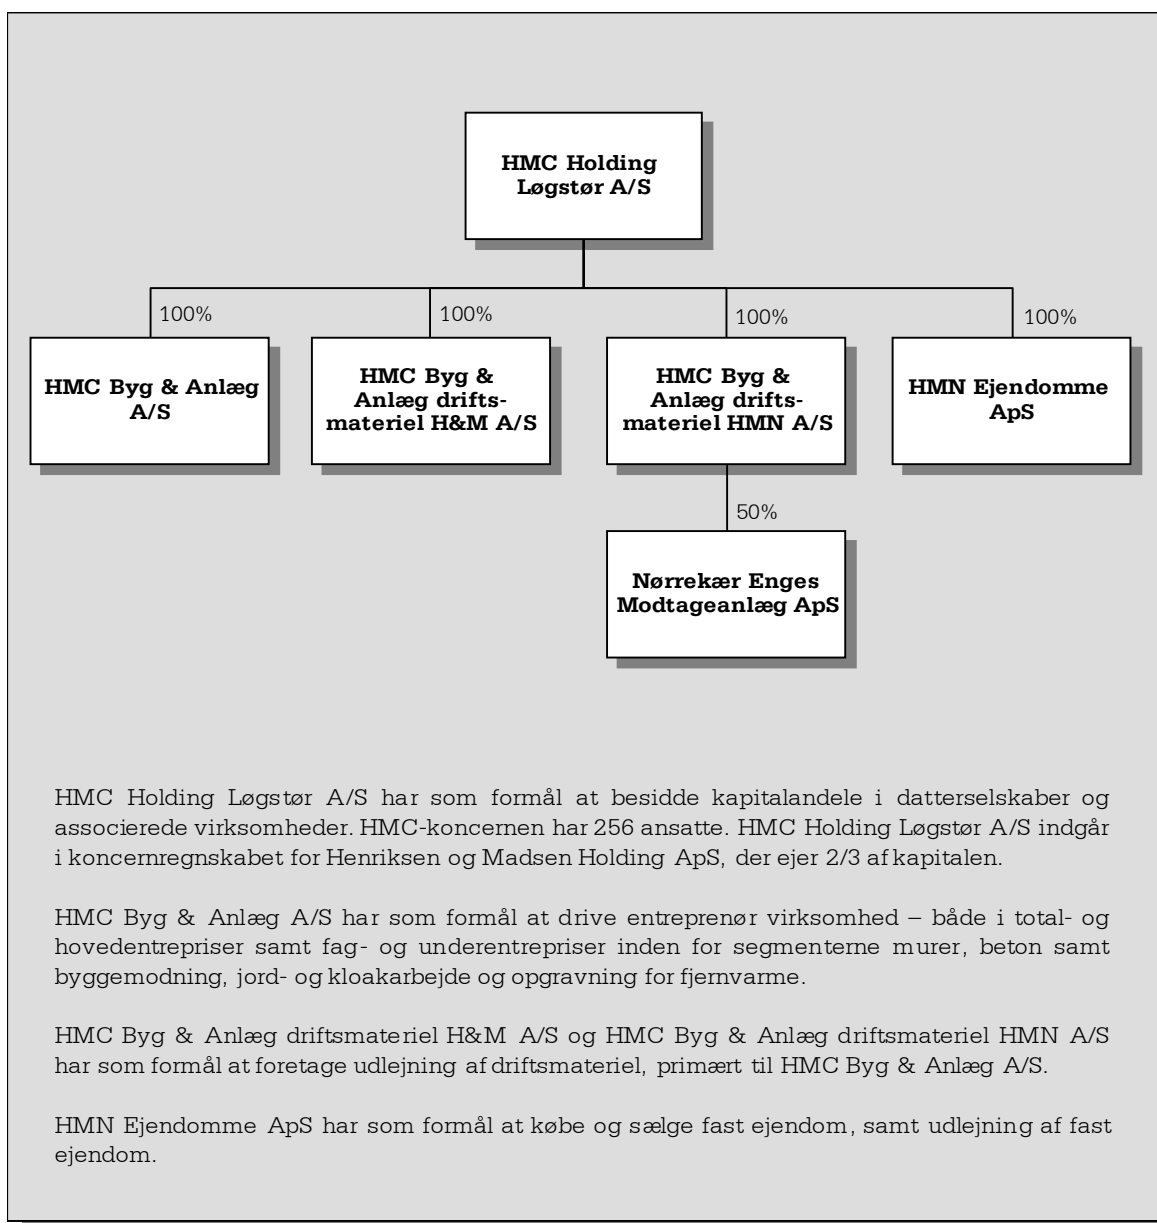 HMC Holding
Løgstør A/S
100%
100%
100%
100%
HMC Byg & Anlæg
A/S
HMC Byg &
Anlæg drifts-
materiel H&M A/S
HMC Byg &
Anlæg drifts-
materiel HMN A/S
HMN Ejendomme
ApS
50%
Nørrekær Enges
Modtageanlæg ApS
HMC Holding Løgstør A/S har som formål at besidde kapitalandele i datterselskaber og
associerede virksomheder. HMC-koncernen har 256 ansatte. HMC Holding Løgstør A/S indgår
i koncernregnskabet for Henriksen og Madsen Holding ApS, der ejer 2/3 af kapitalen.
HMC Byg & Anlæg A/S har som formål at drive entreprenør virksomhed – både i total- og
hovedentrepriser samt fag- og underentrepriser inden for segmenterne murer, beton samt
byggemodning, jord- og kloakarbejde og opgravning for fjernvarme.
HMC Byg & Anlæg driftsmateriel H&M A/S og HMC Byg & Anlæg driftsmateriel HMN A/S
har som formål at foretage udlejning af driftsmateriel, primært til HMC Byg & Anlæg A/S.
HMN Ejendomme ApS har som formål at købe og sælge fast ejendom, samt udlejning af fast
ejendom.